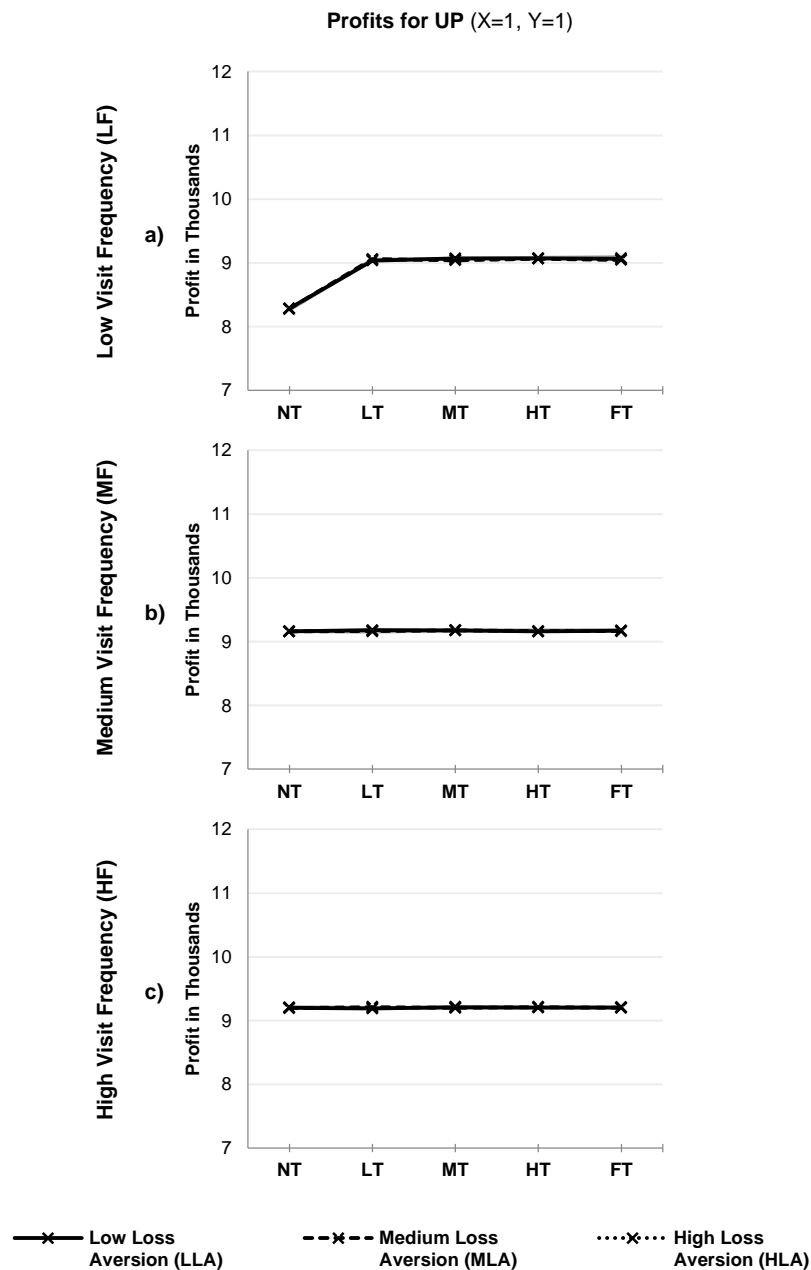 Profits for UP (X=1, Y=1)
Low Visit Frequency (LF)
a)
Profit in Thousands
12
11
10
9
8
7
NT LT MT HT FT
Medium Visit Frequency (MF)
b)
Profit in Thousands
12
11
10
9
8
7
NT LT MT HT FT
High Visit Frequency (HF)
c)
Profit in Thousands
12
11
10
9
8
7
NT LT MT HT FT
Low Loss
Aversion (LLA)
Medium Loss
Aversion (MLA)
High Loss
Aversion (HLA)